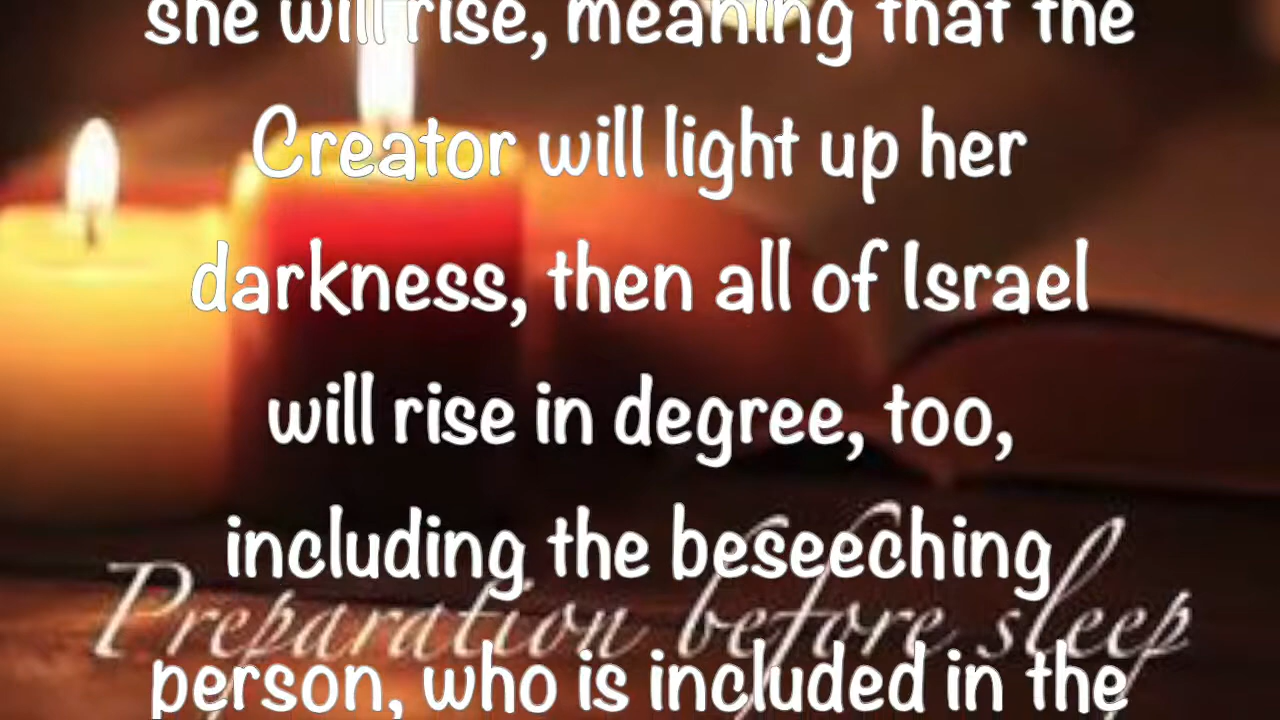 she will rise, meaning that the
Creator will light up her
darkness, then all of Israel
will rise in degree, too,
including the beseeching
Preparation before sleep
person, who is included in the